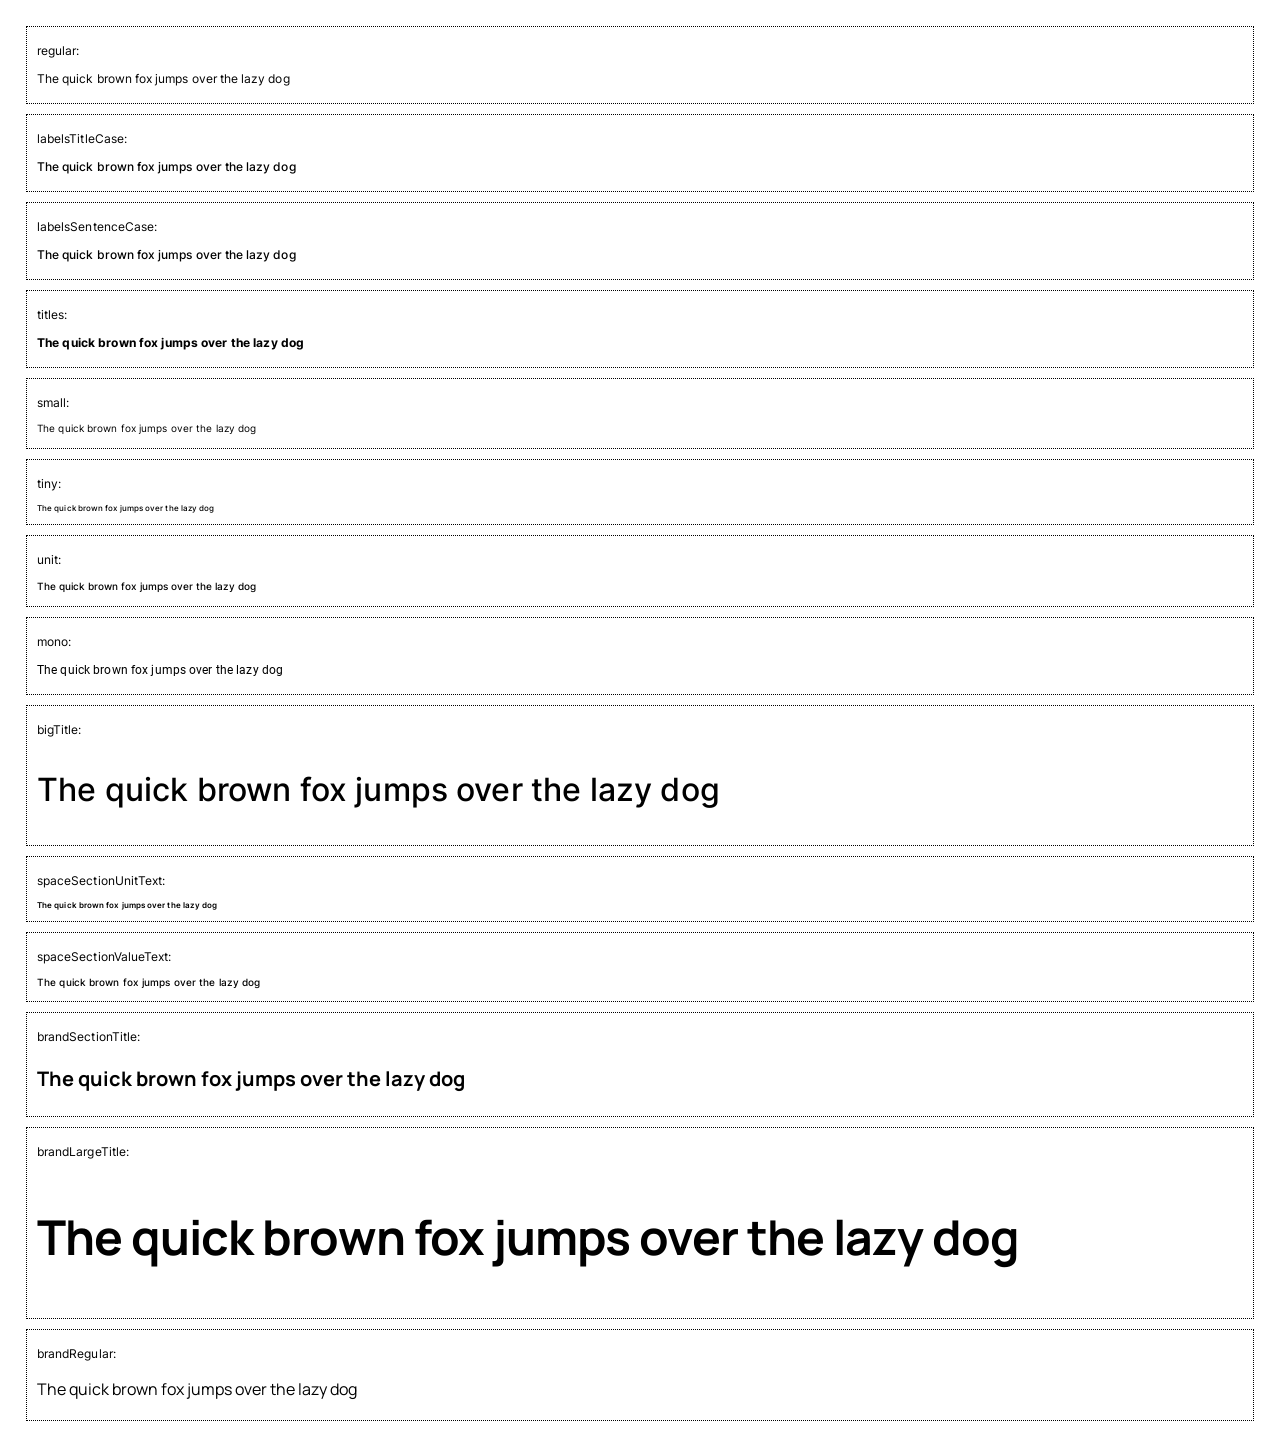 regular:
The quick brown fox jumps over the lazy dog
labelsTitleCase:
The quick brown fox jumps over the lazy dog
labelsSentenceCase:
The quick brown fox jumps over the lazy dog
titles:
The quick brown fox jumps over the lazy dog
small:
The quick brown fox jumps over the lazy dog
tiny:
The quick brown fox jumps over the lazy dog
unit:
The quick brown fox jumps over the lazy dog
mono:
The quick brown fox jumps over the lazy dog
bigTitle:
The quick brown fox jumps over the lazy dog
spaceSectionUnitText:
The quick brown fox jumps over the lazy dog
spaceSectionValueText:
The quick brown fox jumps over the lazy dog
brandSectionTitle:
The quick brown fox jumps over the lazy dog
brandLargeTitle:
The quick brown fox jumps over the lazy dog
brandRegular:
The quick brown fox jumps over the lazy dog